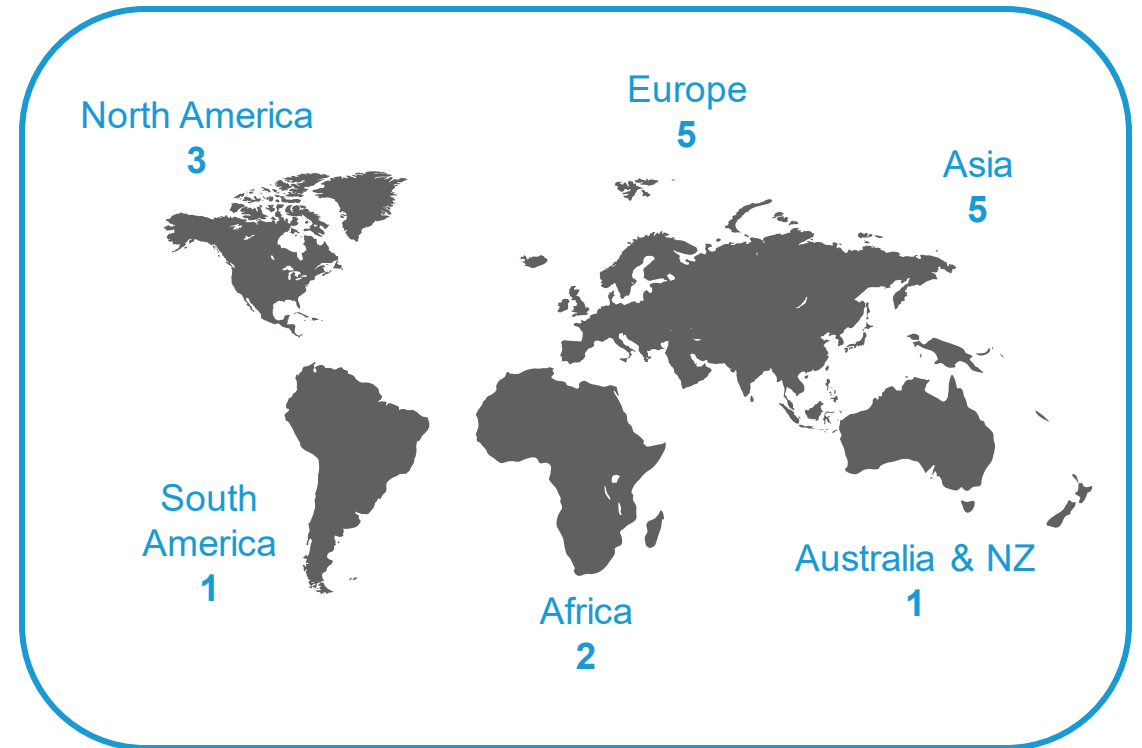 North America
3
Europe
5
Asia
5
South
America
1
Africa
2
Australia & NZ
1